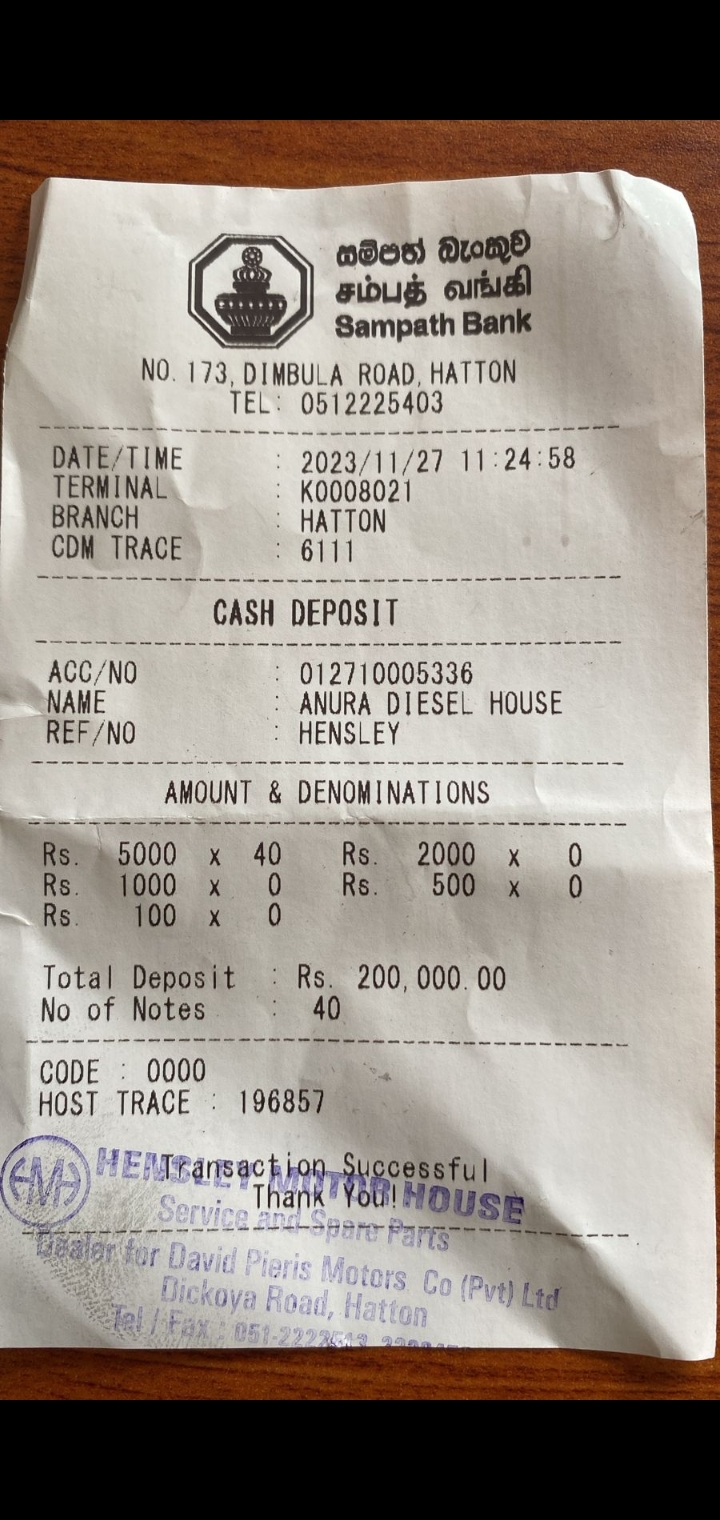 සම්පත් බැංකුව
சம்பத் வங்கி
Sampath Bank
NO. 173, DIMBULA ROAD, HATTON
TEL: 0512225403
DATE/TIME : 2023/11/27 11:24:58
TERMINAL : K0008021
BRANCH : HATTON
CDM TRACE : 6111
CASH DEPOSIT
ACC/NO : 012710005336
NAME : ANURA DIESEL HOUSE
REF/NO : HENSLEY
AMOUNT & DENOMINATIONS
Rs. 5000 x 40 Rs. 2000 x 0
Rs. 1000 x 0 Rs. 500 x 0
Rs. 100 x 0
Total Deposit : Rs. 200,000.00
No of Notes : 40
CODE : 0000
HOST TRACE : 196857
Transaction Successful
Thank You!
HMH HENSLEY MOTOR HOUSE
Service and Spare Parts
Dealer for David Pieris Motors Co (Pvt) Ltd
Dickoya Road, Hatton
Tel / Fax : 051-2222513